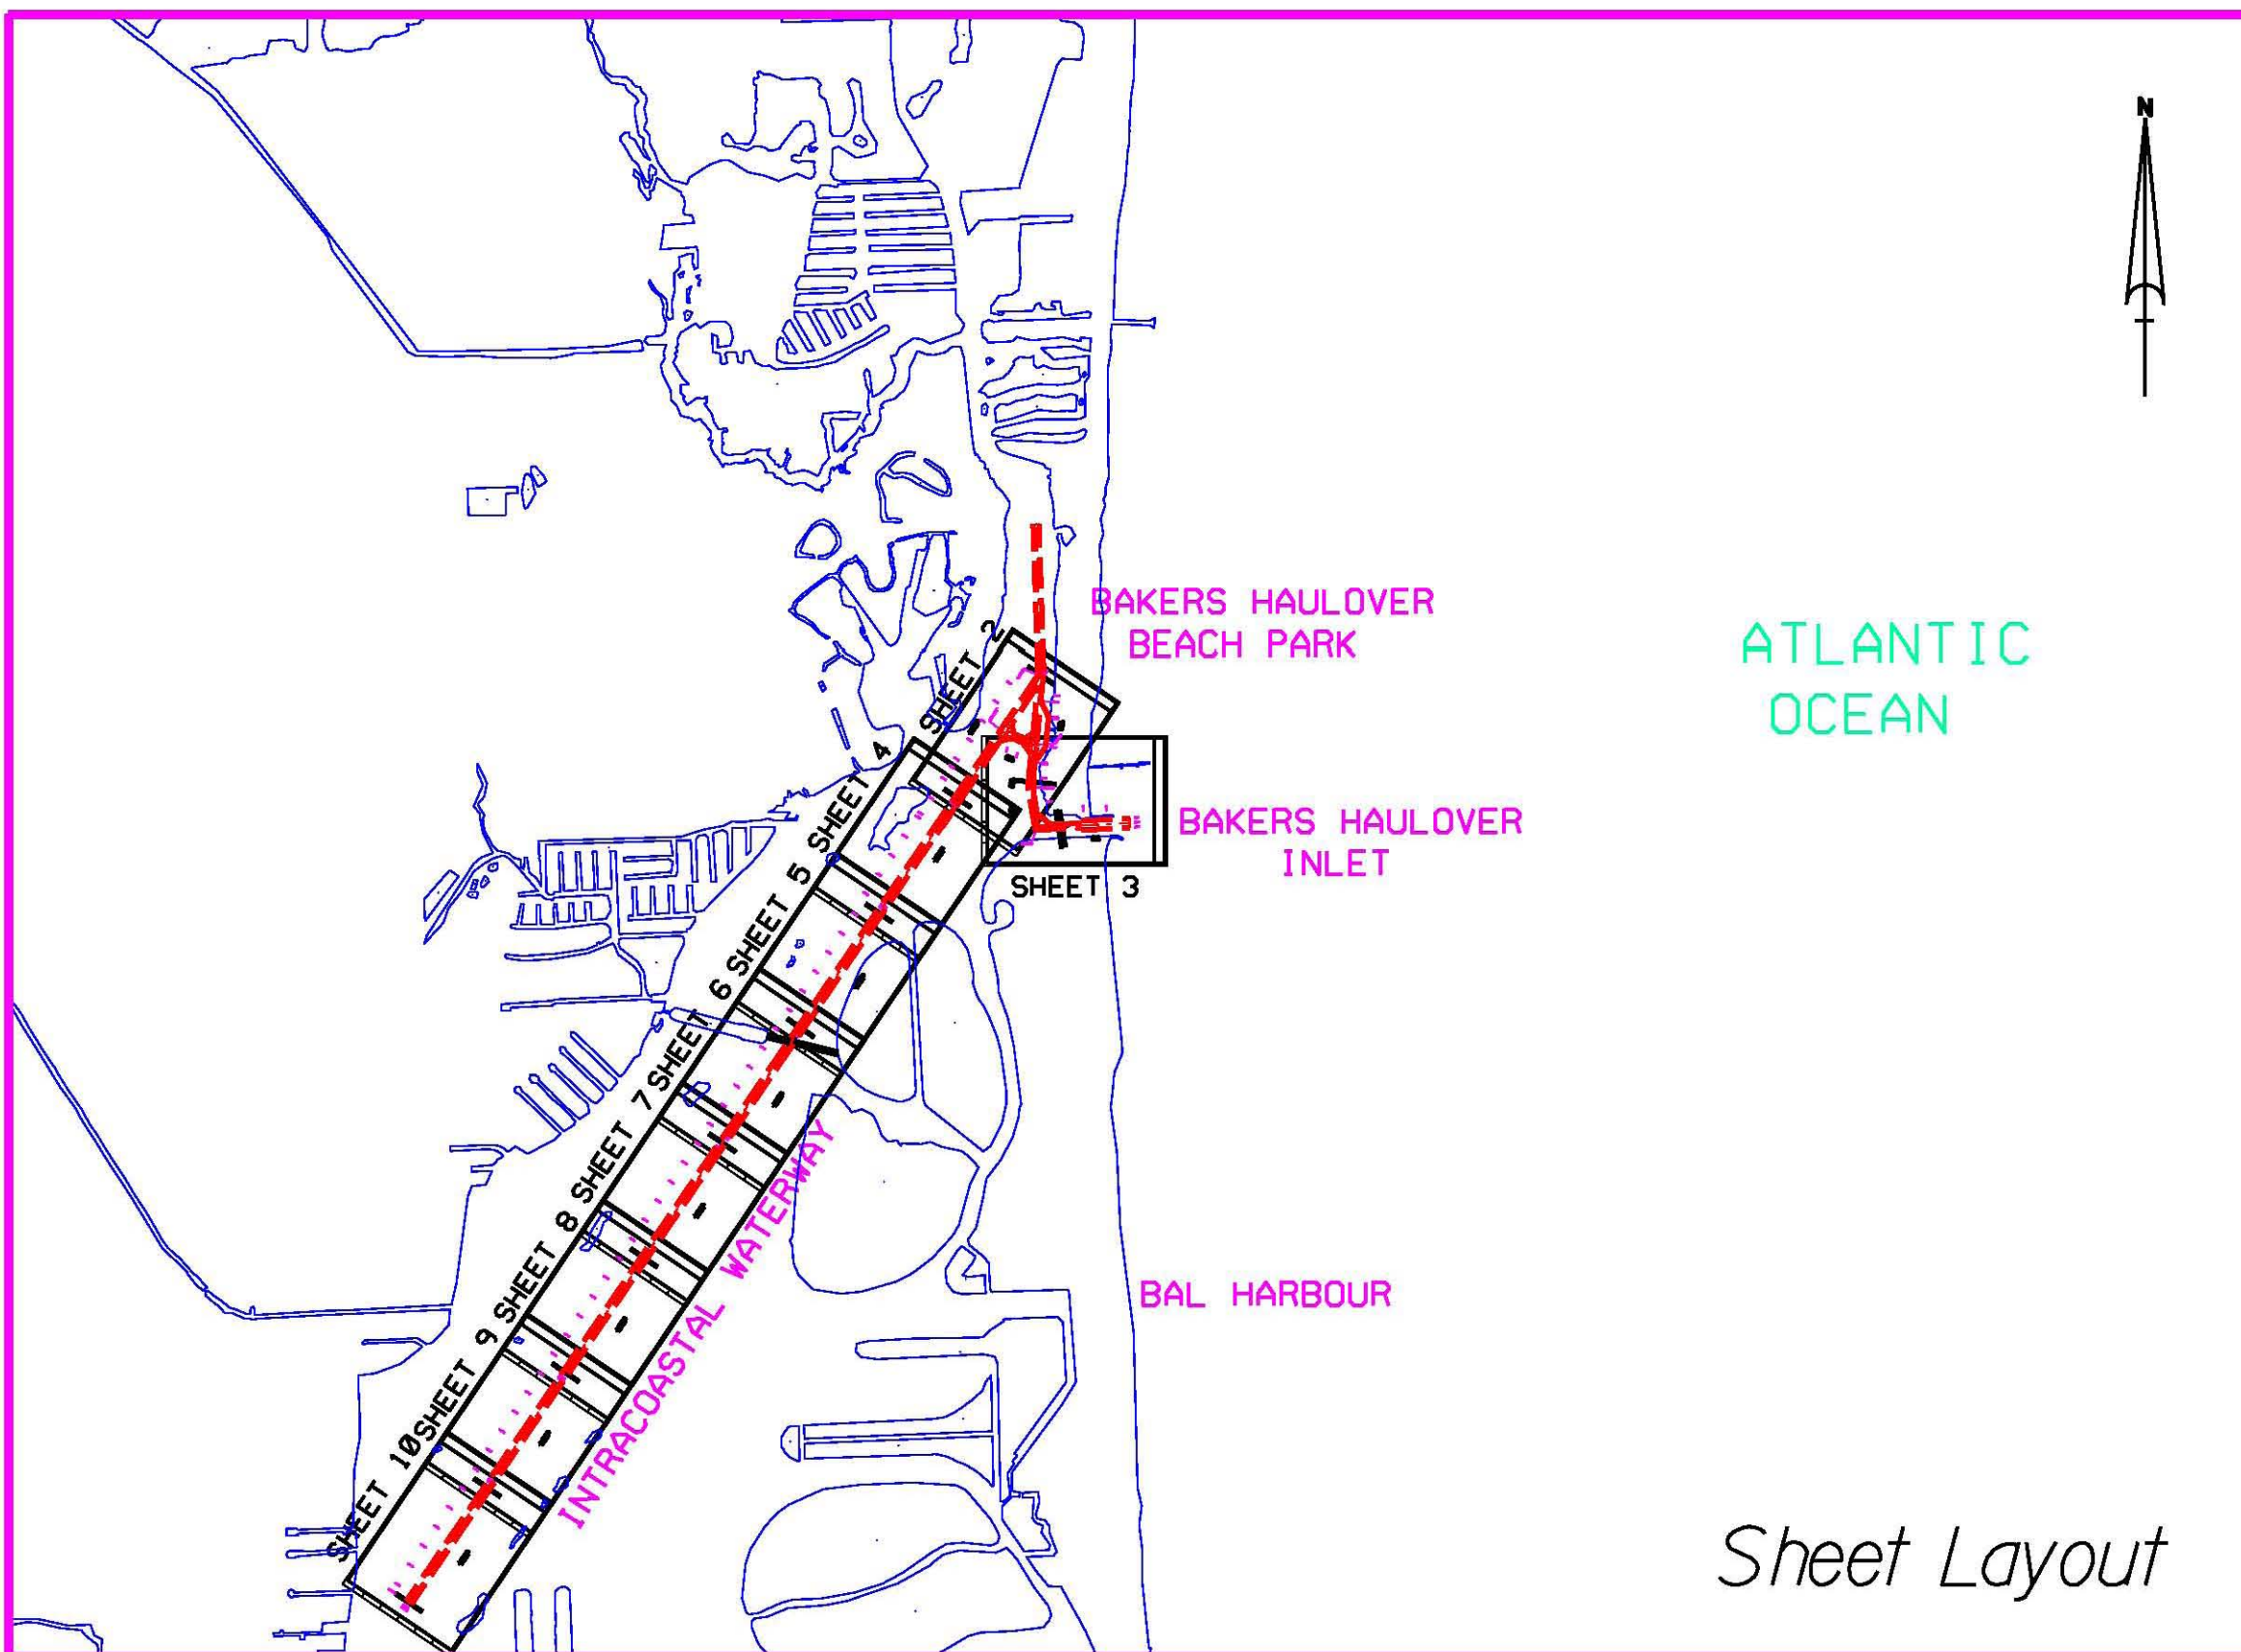 N
BAKERS HAULOVER
BEACH PARK
ATLANTIC
OCEAN
SHEET 2
SHEET 4
BAKERS HAULOVER
INLET
SHEET 3
SHEET 5
SHEET 6
SHEET 7
SHEET 8
SHEET 9
SHEET 10
INTRACOASTAL WATERWAY
BAL HARBOUR
Sheet Layout